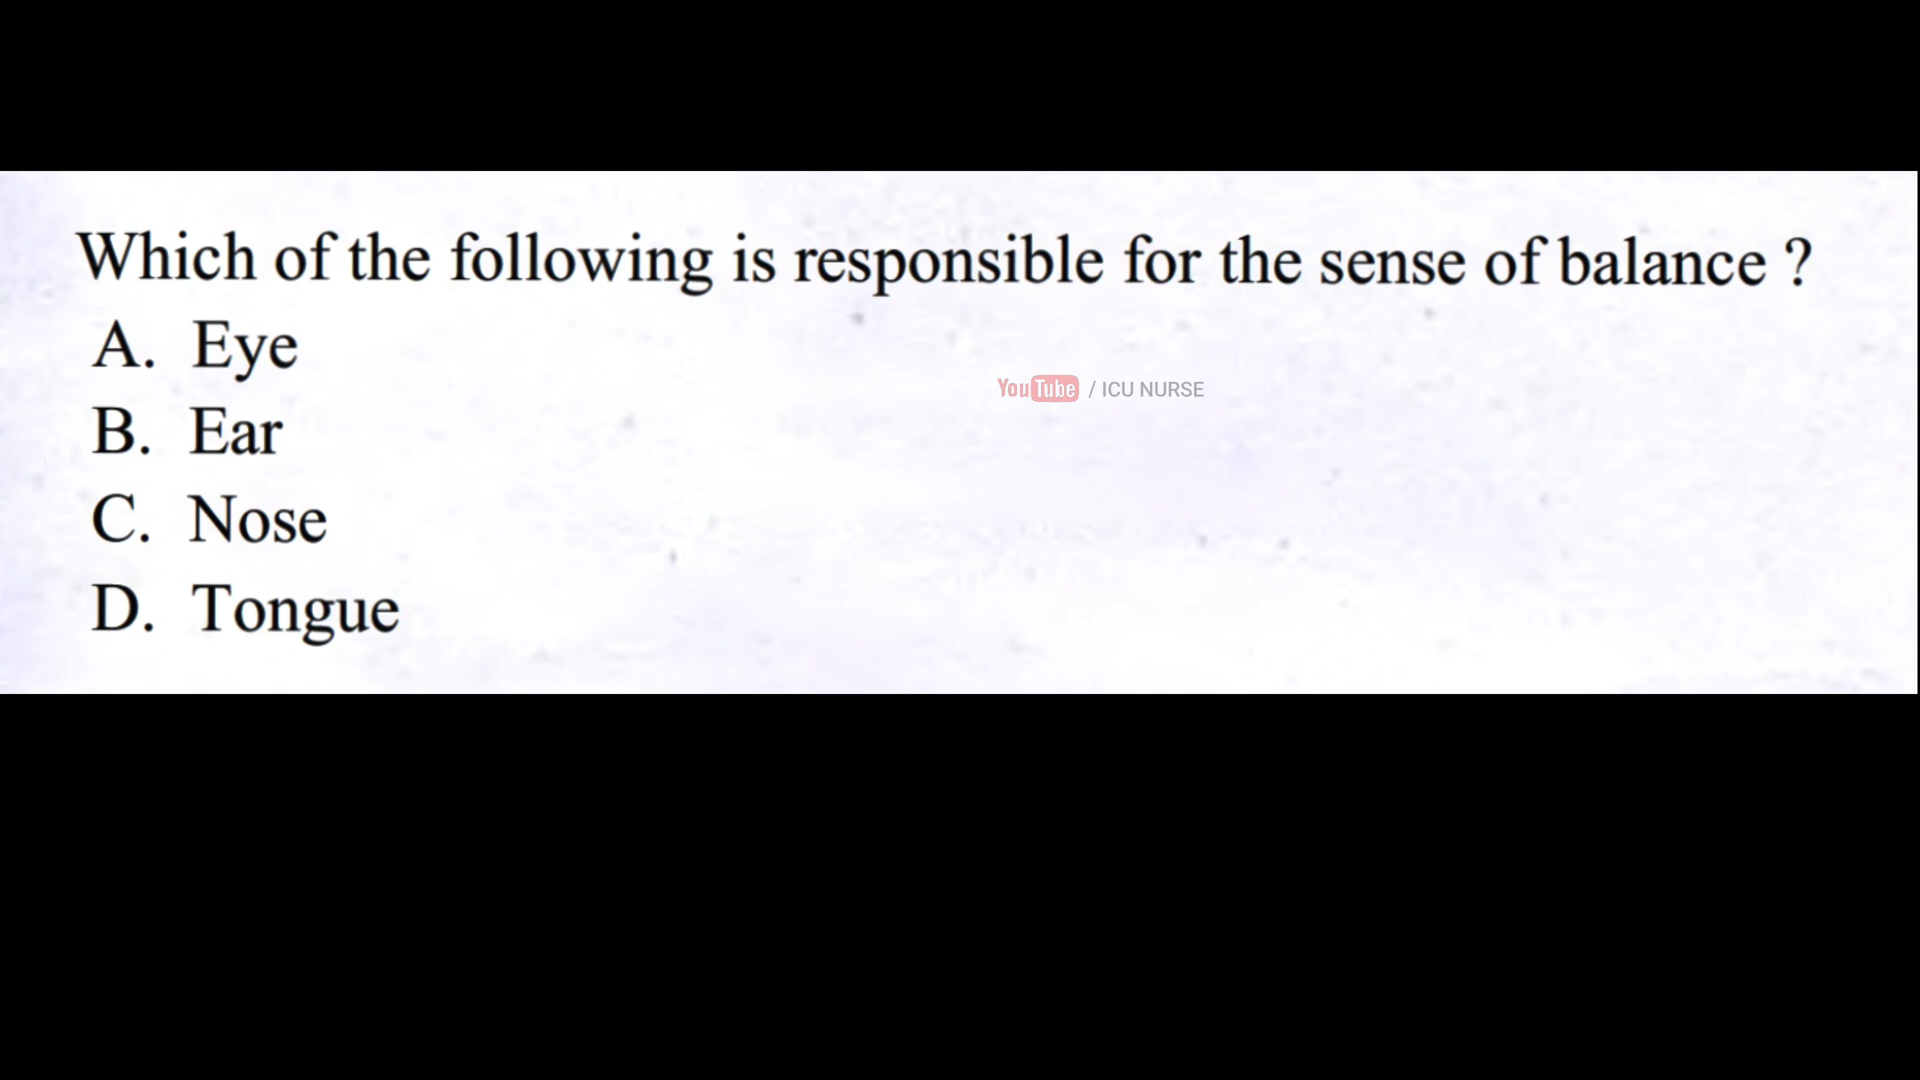 Which of the following is responsible for the sense of balance ?
A. Eye
YouTube / ICU NURSE
B. Ear
C. Nose
D. Tongue